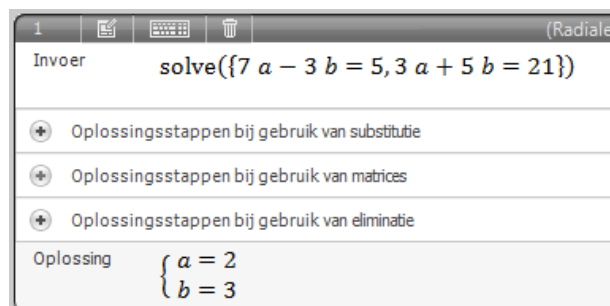 1 (Radiale
Invoer solve({7 a − 3 b = 5, 3 a + 5 b = 21})
Oplossingsstappen bij gebruik van substitutie
Oplossingsstappen bij gebruik van matrices
Oplossingsstappen bij gebruik van eliminatie
Oplossing { a = 2
b = 3